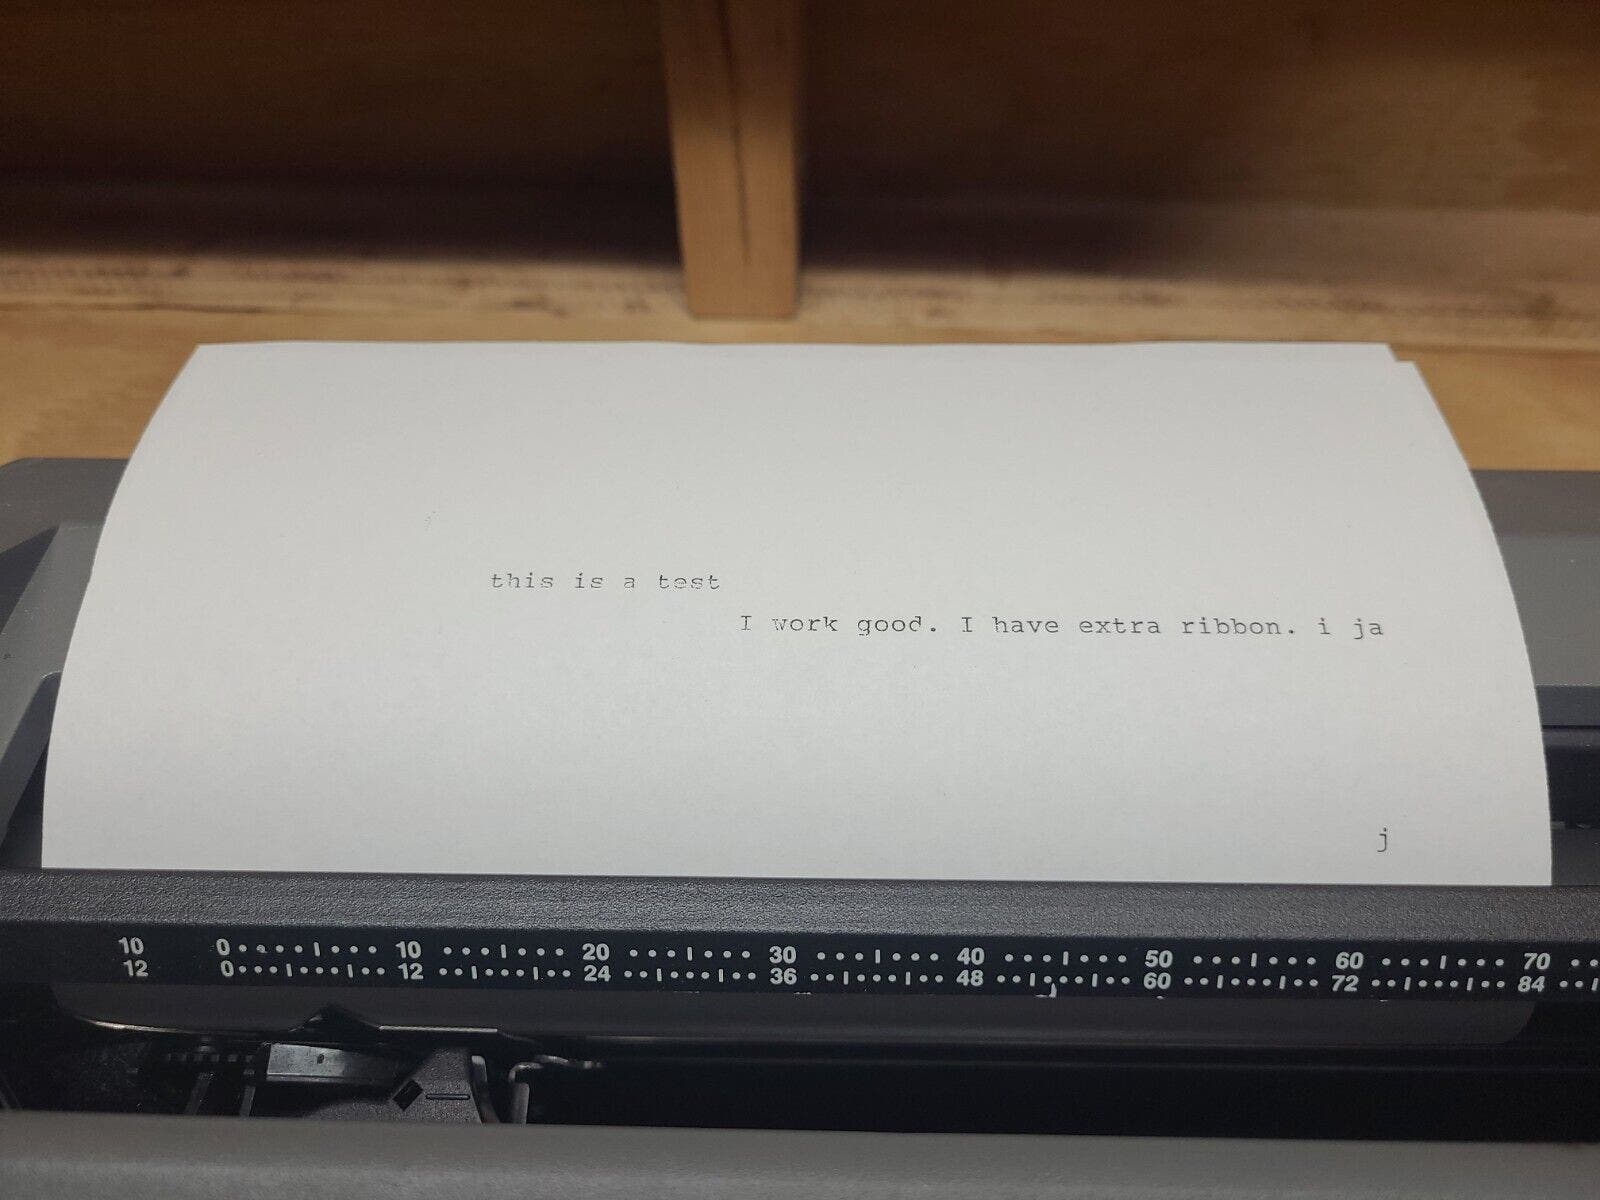 this is a test
I work good. I have extra ribbon. i ja
j
10 0 10 20 30 40 50 60 70
12 0 12 24 36 48 60 72 84